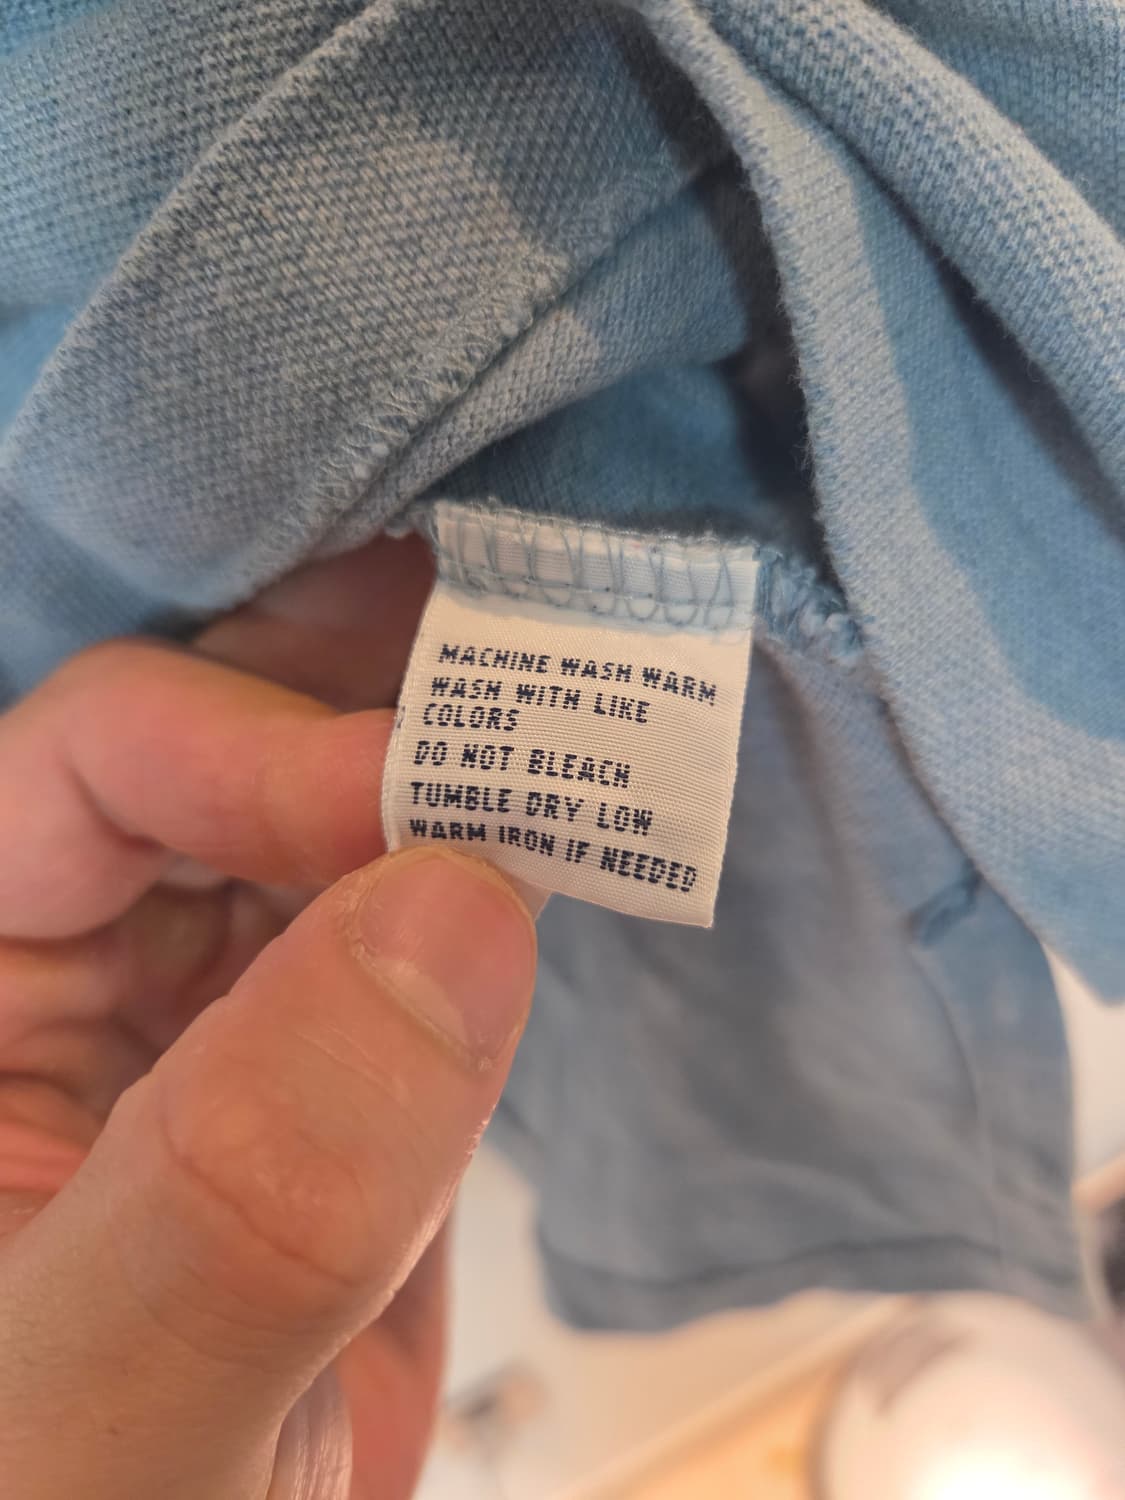 MACHINE WASH WARM
WASH WITH LIKE
COLORS
DO NOT BLEACH
TUMBLE DRY LOW
WARM IRON IF NEEDED